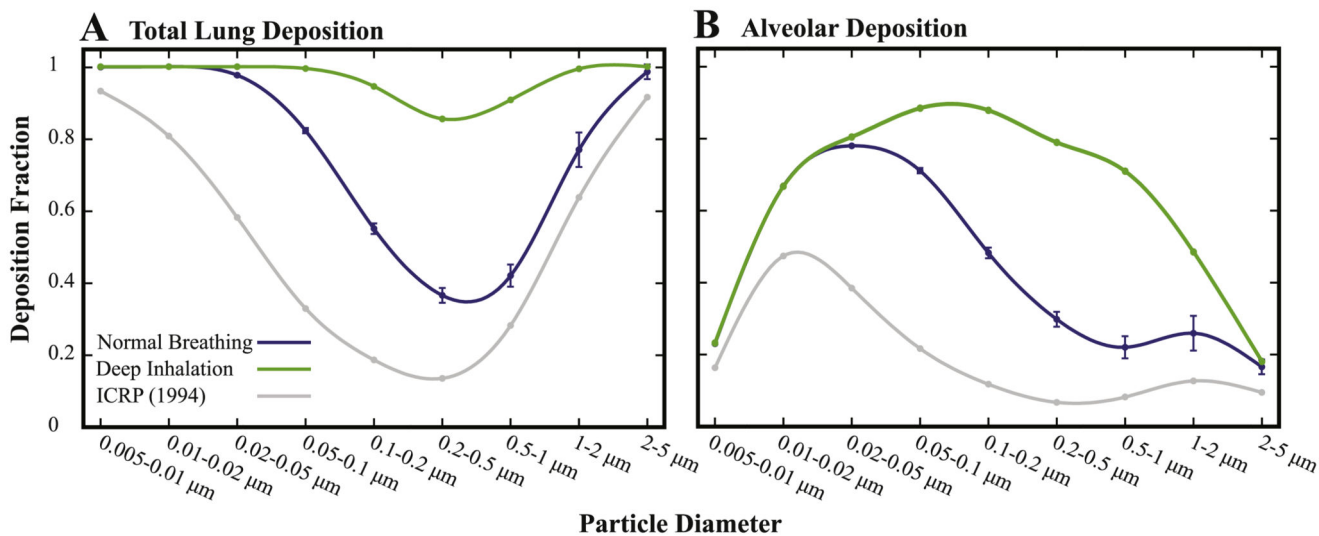 A Total Lung Deposition
B Alveolar Deposition
Deposition Fraction
1
0.8
0.6
0.4
0.2
0
Normal Breathing
Deep Inhalation
ICRP (1994)
0.005-0.01 μm
0.01-0.02 μm
0.02-0.05 μm
0.05-0.1 μm
0.1-0.2 μm
0.2-0.5 μm
0.5-1 μm
1-2 μm
2-5 μm
0.005-0.01 μm
0.01-0.02 μm
0.02-0.05 μm
0.05-0.1 μm
0.1-0.2 μm
0.2-0.5 μm
0.5-1 μm
1-2 μm
2-5 μm
Particle Diameter